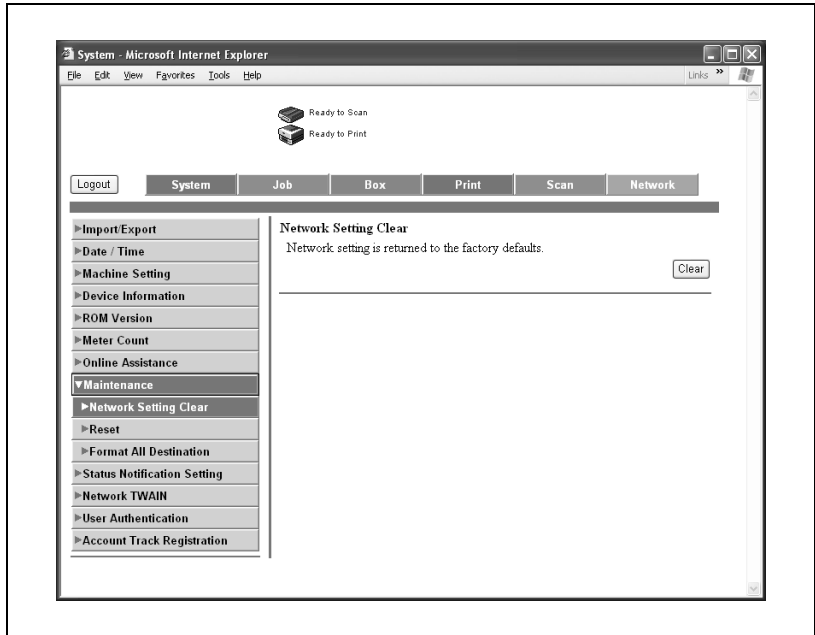 System - Microsoft Internet Explorer
File Edit View Favorites Tools Help
Links »
Ready to Scan
Ready to Print
Logout
System Job Box Print Scan Network
Import/Export
Date / Time
Machine Setting
Device Information
ROM Version
Meter Count
Online Assistance
Maintenance
Network Setting Clear
Reset
Format All Destination
Status Notification Setting
Network TWAIN
User Authentication
Account Track Registration
Network Setting Clear
Network setting is returned to the factory defaults.
Clear